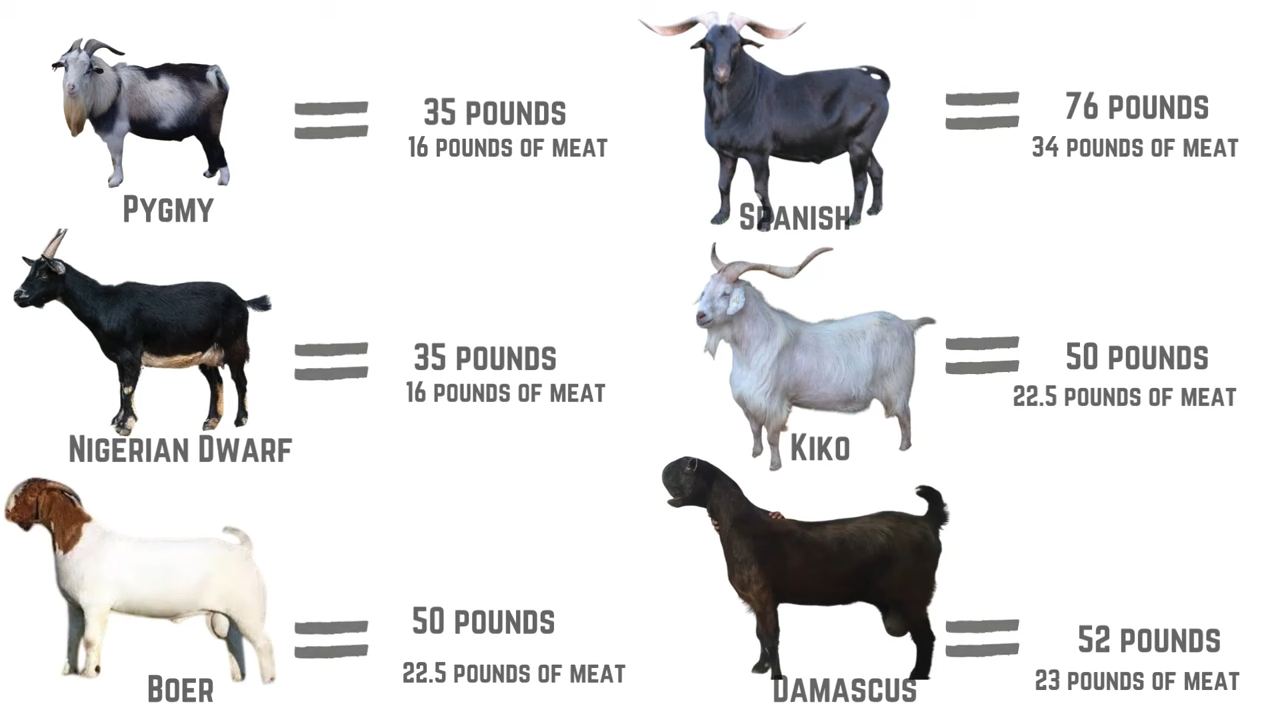 35 POUNDS
16 POUNDS OF MEAT
PYGMY
76 POUNDS
34 POUNDS OF MEAT
SPANISH
35 POUNDS
16 POUNDS OF MEAT
NIGERIAN DWARF
50 POUNDS
22.5 POUNDS OF MEAT
KIKO
50 POUNDS
22.5 POUNDS OF MEAT
BOER
52 POUNDS
23 POUNDS OF MEAT
DAMASCUS